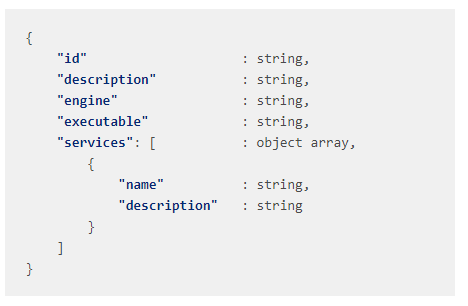 {
    "id"                    : string,
    "description"           : string,
    "engine"                : string,
    "executable"            : string,
    "services": [           : object array,
        {
            "name"          : string,
            "description"   : string
        }
    ]
}